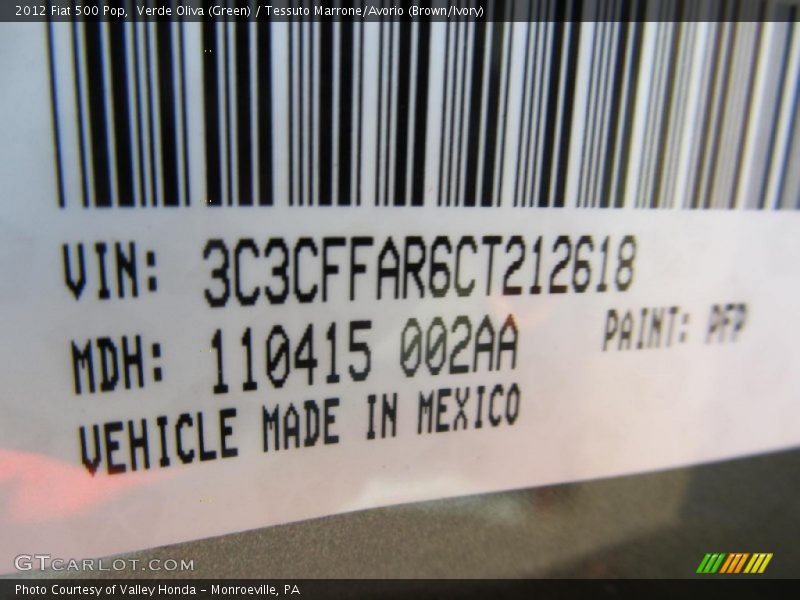 2012 Fiat 500 Pop,  Verde Oliva (Green) / Tessuto Marrone/Avorio (Brown/Ivory)
VIN: 3C3CFFAR6CT212618
MDH: 110415 002AA
PAINT: PFP
VEHICLE MADE IN MEXICO
GTCARLOT.COM
Photo Courtesy of Valley Honda - Monroeville, PA